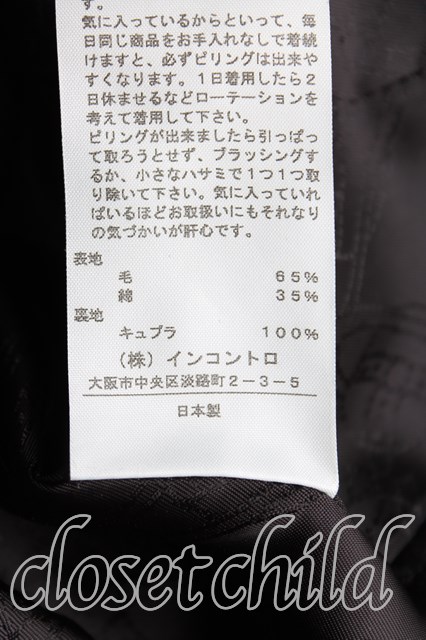 す。
気に入っているからといって、毎
日同じ商品をお手入れなしで着続
けますと、必ずピリングは出来や
すくなります。1日着用したら2
日休ませるなどローテーションを
考えて着用して下さい。
ピリングが出来ましたら引っぱっ
て取ろうとせず、ブラッシングす
るか、小さなハサミで1つ1つ取
り除いて下さい。気に入っていれ
ばいるほどお取扱いにもそれなり
の気づかいが肝心です。
表地
毛 65%
綿 35%
裏地
キュプラ 100%
(株)インコントロ
大阪市中央区淡路町2-3-5
日本製
closetchild